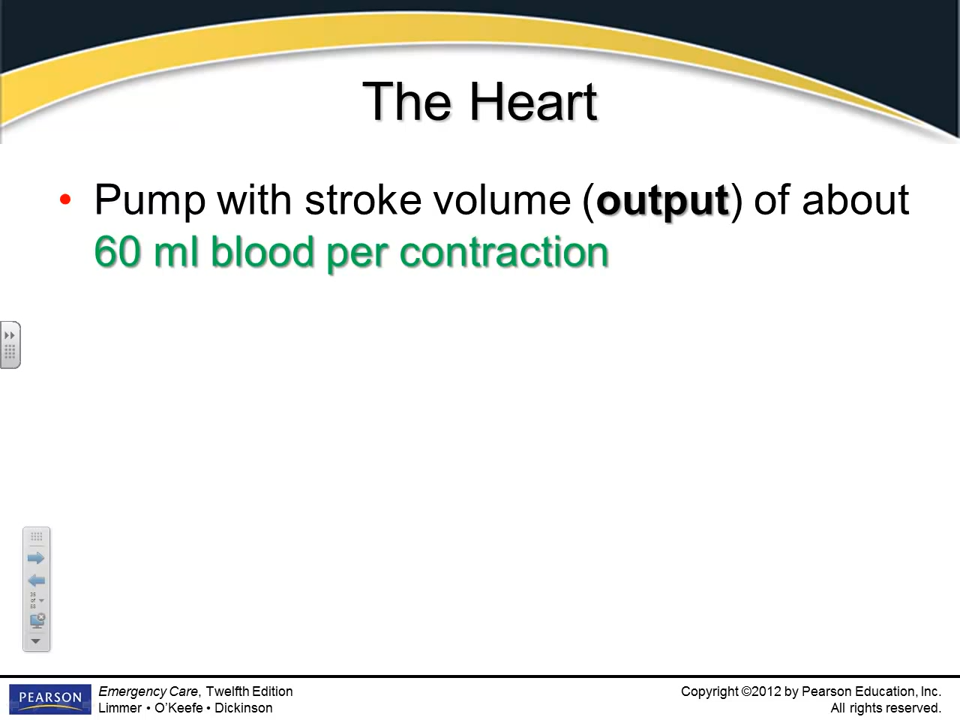 The Heart
• Pump with stroke volume (output) of about
60 ml blood per contraction
PEARSON
Emergency Care, Twelfth Edition
Limmer • O’Keefe • Dickinson
Copyright ©2012 by Pearson Education, Inc.
All rights reserved.